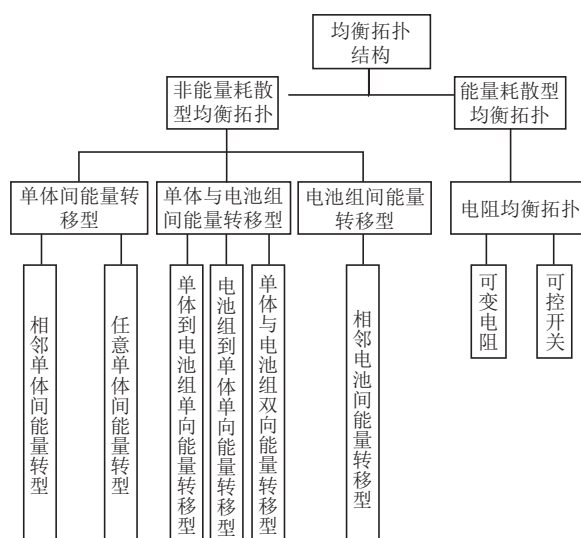 均衡拓扑
结构
非能量耗散
型均衡拓扑
能量耗散型
均衡拓扑
单体间能量转
移型
单体与电池组
间能量转移型
电池组间能量
转移型
电阻均衡拓扑
相邻单体间能量转型
任意单体间能量转型
单体到电池组单向能量转移型
电池组到单体单向能量转移型
单体与电池组双向能量转移型
相邻电池间能量转移型
可变电阻
可控开关